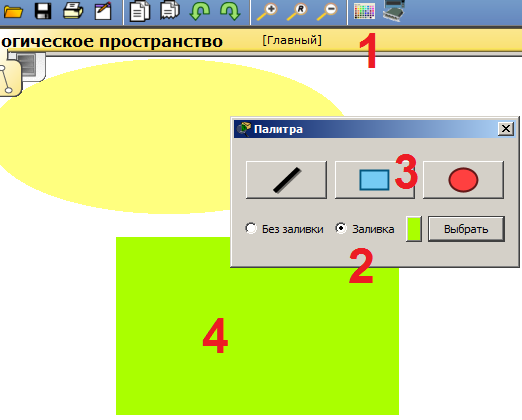 R
огическое пространство [Главный]
1
Палитра
3
Без заливки Заливка Выбрать
2
4